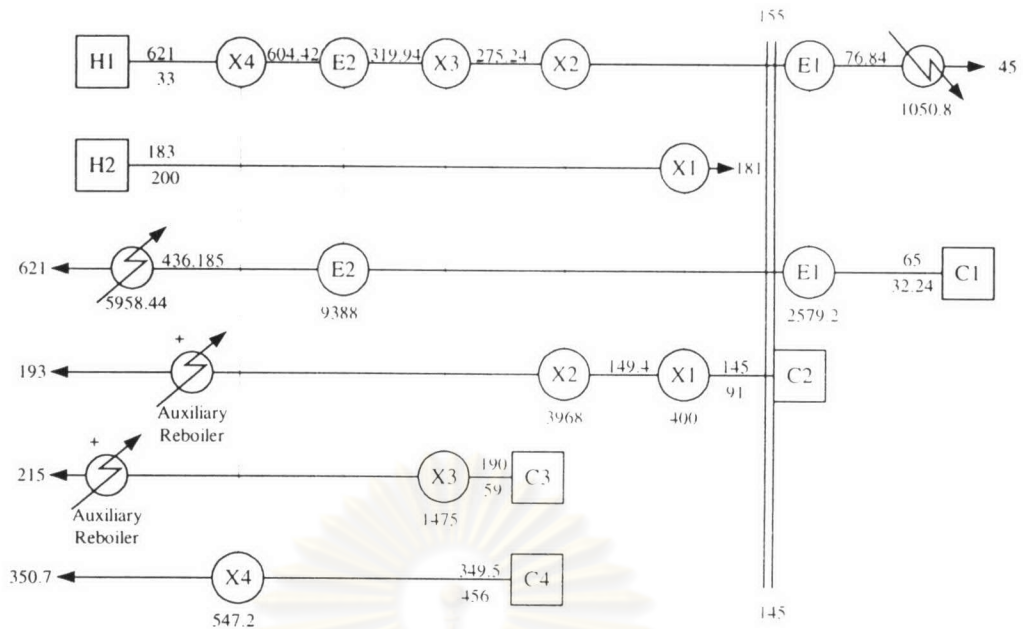 155
H1 621 33 X4 604.42 E2 319.94 X3 275.24 X2 E1 76.84 45
1050.8
H2 183 200 X1 181
621 436.185 E2 E1 65 32.24 C1
5958.44 9388 2579.2
+
193 X2 149.4 X1 145 91 C2
Auxiliary
Reboiler
3968 400
+
215 X3 190 59 C3
Auxiliary
Reboiler
1475
350.7 X4 349.5 456 C4
547.2
145